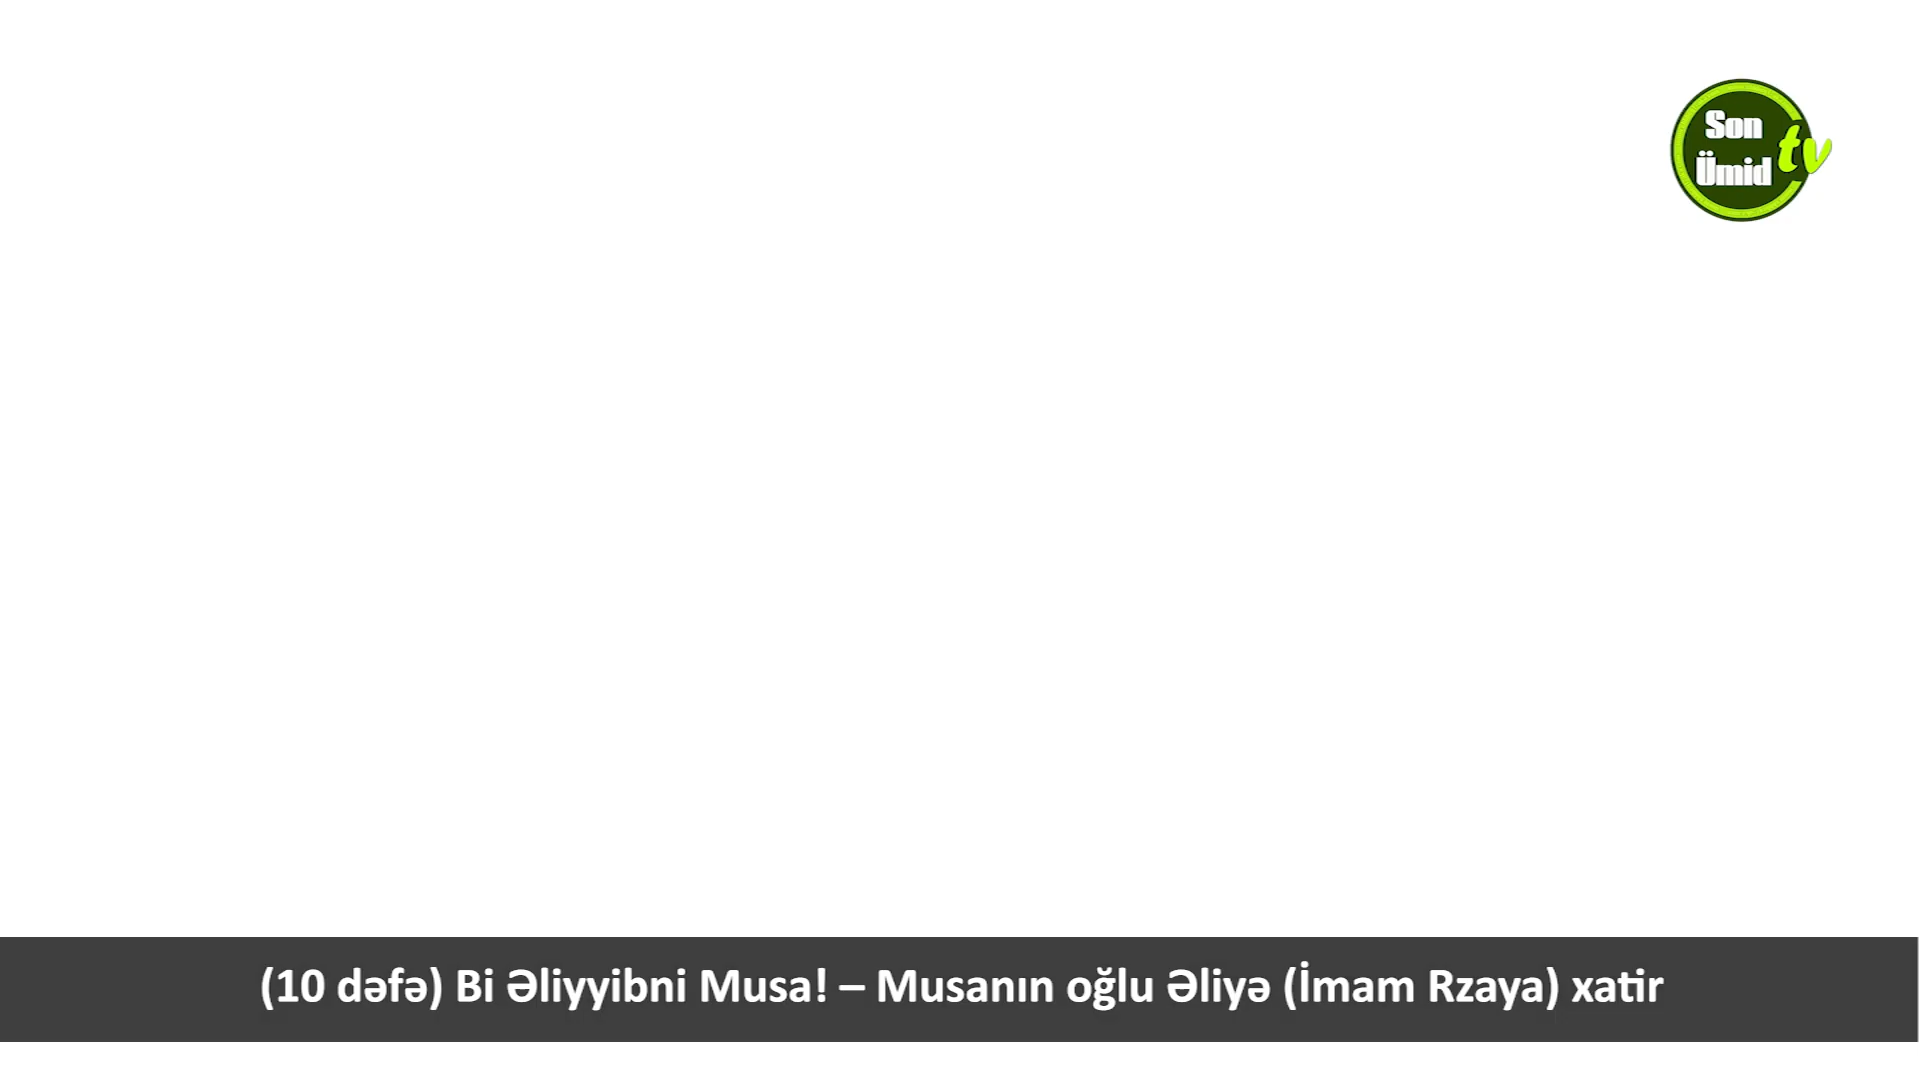 Son
Ümid tv
(10 dəfə) Bi Əliyyibni Musa! – Musanın oğlu Əliyə (İmam Rzaya) xatir